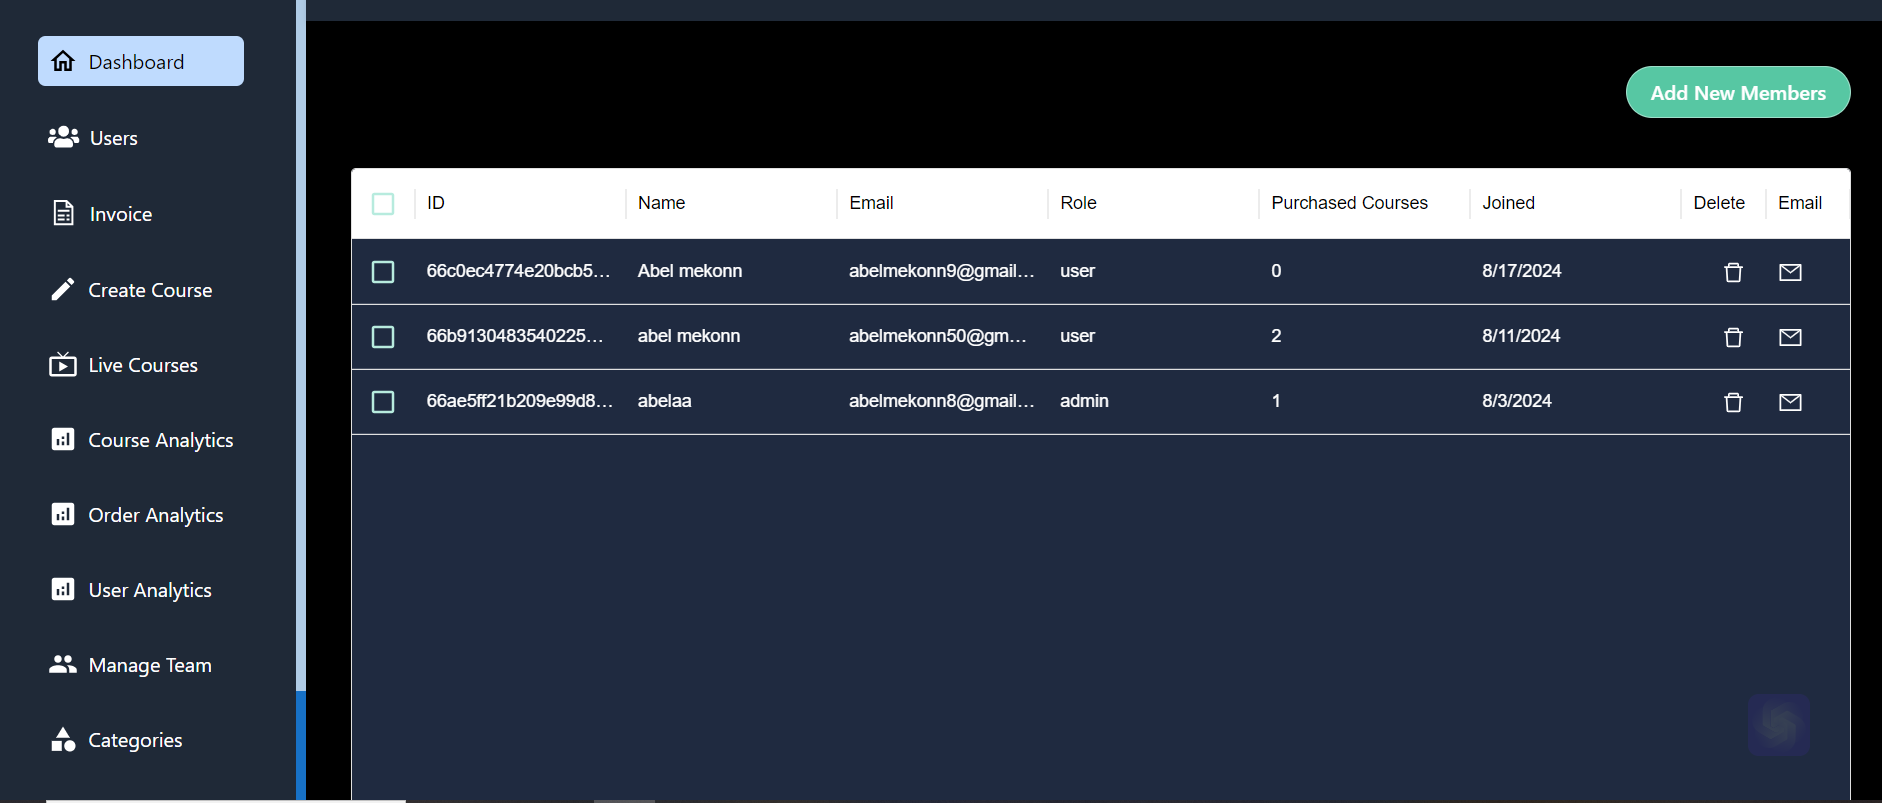 Dashboard
Users
Invoice
Create Course
Live Courses
Course Analytics
Order Analytics
User Analytics
Manage Team
Categories
Add New Members
ID Name Email Role Purchased Courses Joined Delete Email
66c0ec4774e20bcb5... Abel mekonn abelmekonn9@gmail... user 0 8/17/2024
66b9130483540225... abel mekonn abelmekonn50@gm... user 2 8/11/2024
66ae5ff21b209e99d8... abelaa abelmekonn8@gmail... admin 1 8/3/2024